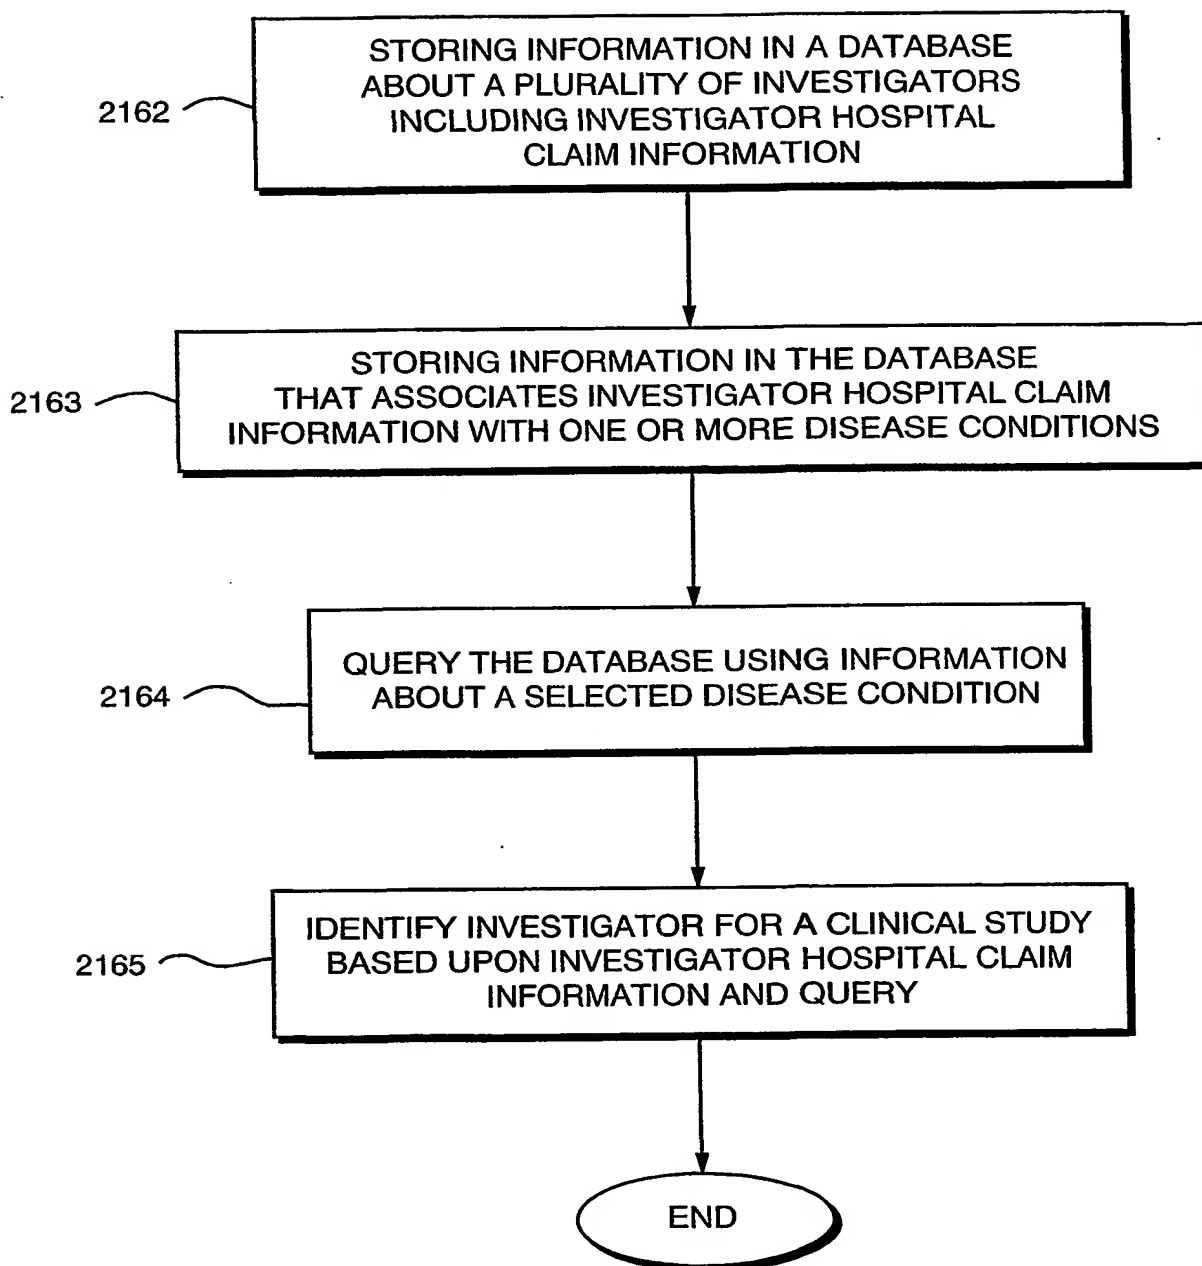 STORING INFORMATION IN A DATABASE
ABOUT A PLURALITY OF INVESTIGATORS
INCLUDING INVESTIGATOR HOSPITAL
CLAIM INFORMATION
2162
STORING INFORMATION IN THE DATABASE
THAT ASSOCIATES INVESTIGATOR HOSPITAL CLAIM
INFORMATION WITH ONE OR MORE DISEASE CONDITIONS
2163
QUERY THE DATABASE USING INFORMATION
ABOUT A SELECTED DISEASE CONDITION
2164
IDENTIFY INVESTIGATOR FOR A CLINICAL STUDY
BASED UPON INVESTIGATOR HOSPITAL CLAIM
INFORMATION AND QUERY
2165
END